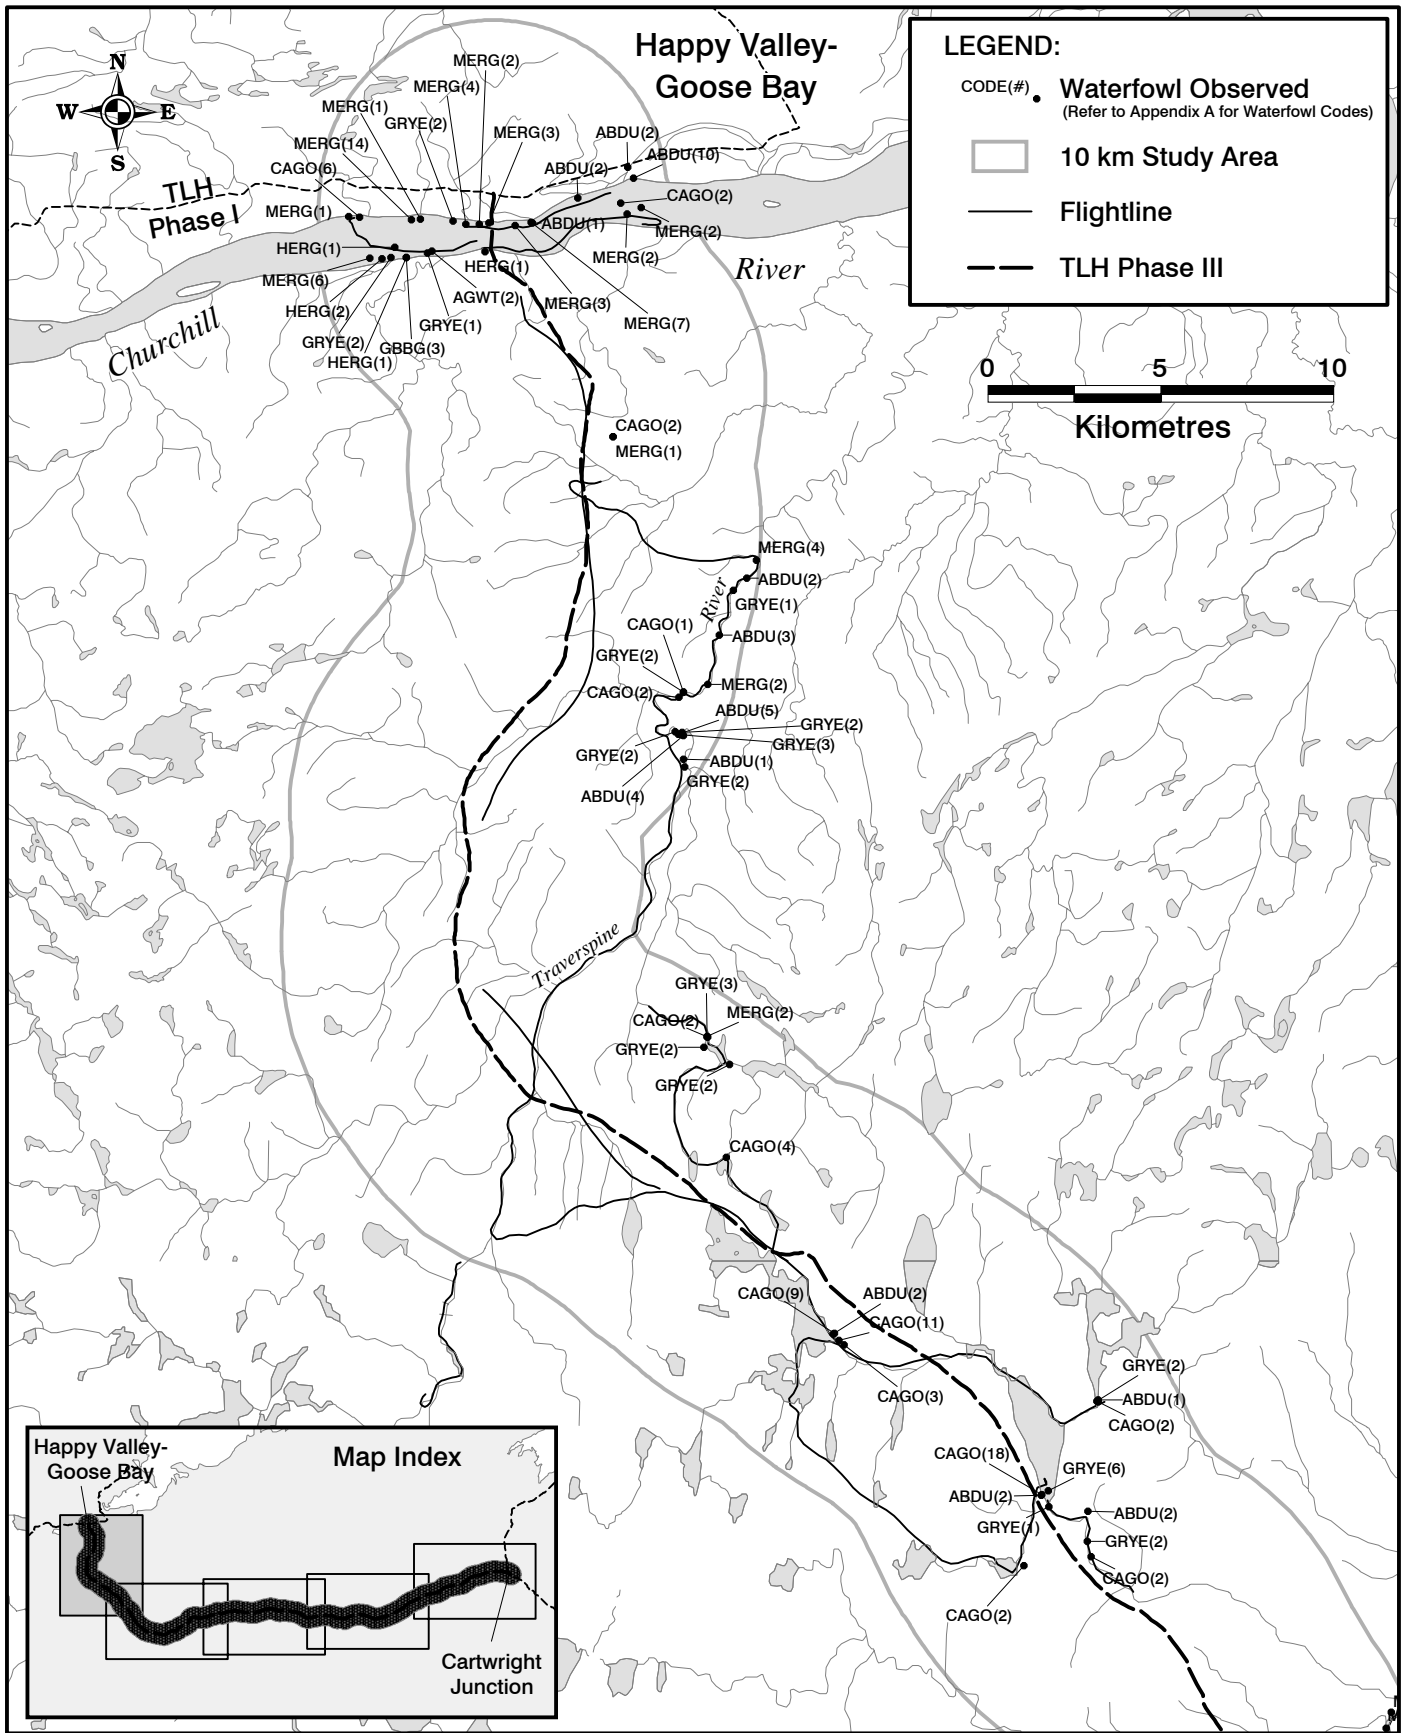 Happy Valley-
Goose Bay
N
W
E
S
LEGEND:
CODE(#)
Waterfowl Observed
(Refer to Appendix A for Waterfowl Codes)
10 km Study Area
Flightline
TLH Phase III
0
5
10
Kilometres
MERG(2)
MERG(4)
MERG(1)
GRYE(2)
MERG(3)
ABDU(2)
MERG(14)
ABDU(10)
CAGO(6)
ABDU(2)
TLH
Phase I
CAGO(2)
MERG(1)
ABDU(1)
MERG(2)
HERG(1)
MERG(2)
HERG(1)
River
MERG(6)
AGWT(2)
MERG(3)
HERG(2)
GRYE(1)
MERG(7)
Churchill
GRYE(2)
GBBG(3)
HERG(1)
CAGO(2)
MERG(1)
MERG(4)
ABDU(2)
River
GRYE(1)
CAGO(1)
ABDU(3)
GRYE(2)
MERG(2)
CAGO(2)
ABDU(5)
GRYE(2)
GRYE(3)
GRYE(2)
ABDU(1)
GRYE(2)
ABDU(4)
Traverspine
GRYE(3)
MERG(2)
CAGO(2)
GRYE(2)
GRYE(2)
CAGO(4)
CAGO(9)
ABDU(2)
CAGO(11)
CAGO(3)
GRYE(2)
ABDU(1)
CAGO(2)
CAGO(18)
GRYE(6)
ABDU(2)
ABDU(2)
GRYE(1)
GRYE(2)
CAGO(2)
CAGO(2)
Happy Valley-
Goose Bay
Map Index
Cartwright
Junction